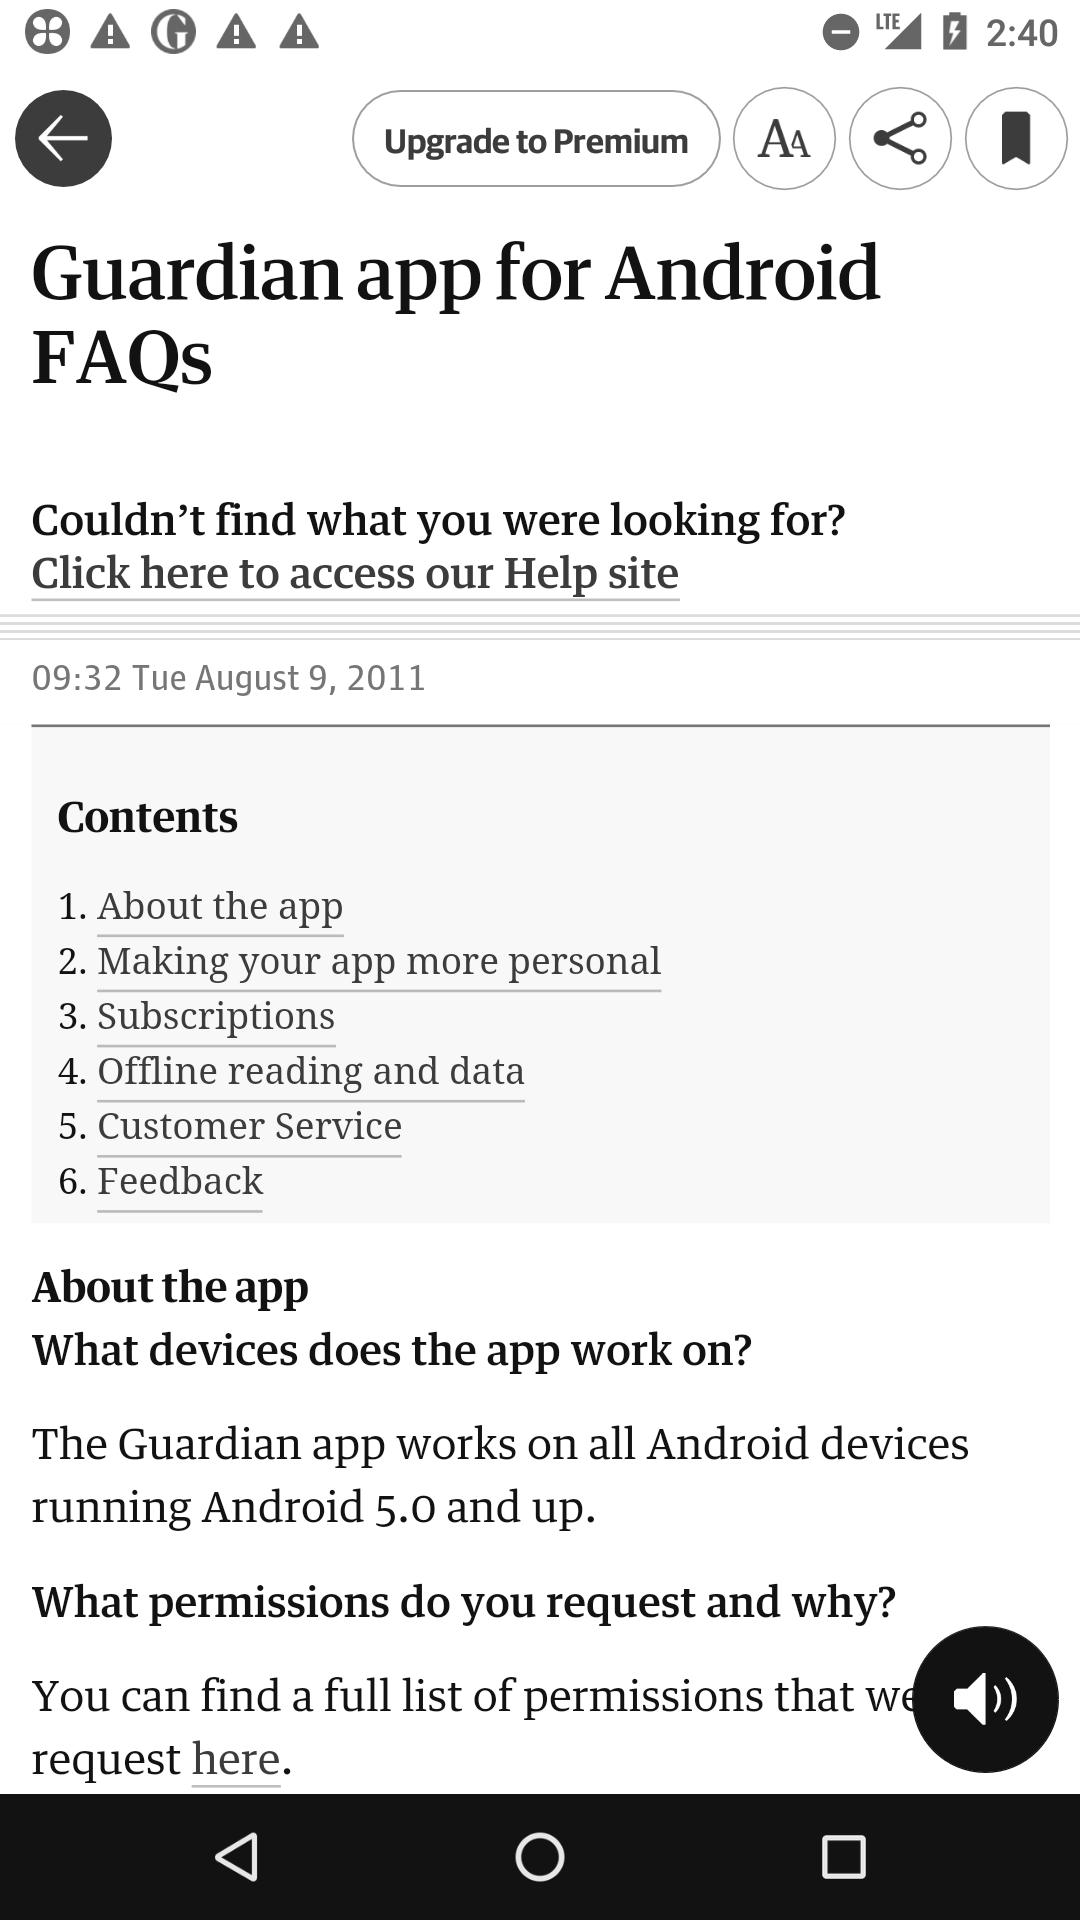 LTE 2:40
Upgrade to Premium AA
Guardian app for Android
FAQs
Couldn’t find what you were looking for?
Click here to access our Help site
09:32 Tue August 9, 2011
Contents
1. About the app
2. Making your app more personal
3. Subscriptions
4. Offline reading and data
5. Customer Service
6. Feedback
About the app
What devices does the app work on?
The Guardian app works on all Android devices
running Android 5.0 and up.
What permissions do you request and why?
You can find a full list of permissions that we
request here.